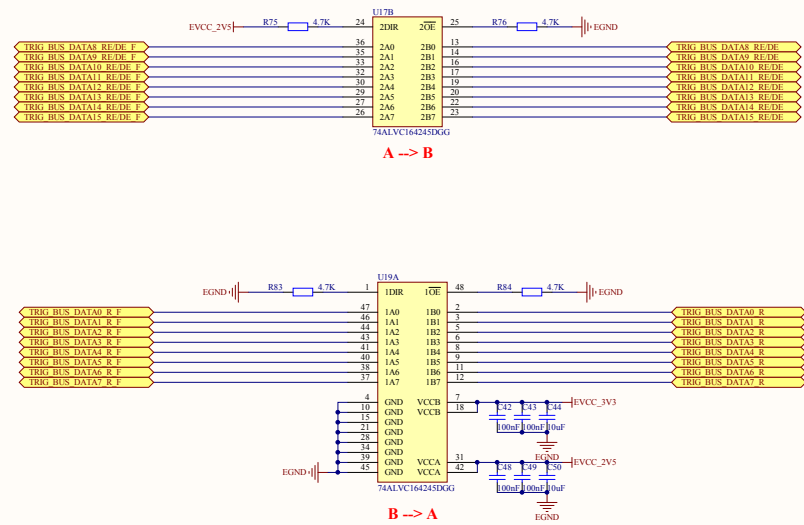 U17B
EVCC_2V5 R75 4.7K 24 2DIR 2OE 25 R76 4.7K EGND
TRIG_BUS_DATA8_RE/DE_F 36 2A0 2B0 13 TRIG_BUS_DATA8_RE/DE
TRIG_BUS_DATA9_RE/DE_F 35 2A1 2B1 14 TRIG_BUS_DATA9_RE/DE
TRIG_BUS_DATA10_RE/DE_F 33 2A2 2B2 16 TRIG_BUS_DATA10_RE/DE
TRIG_BUS_DATA11_RE/DE_F 32 2A3 2B3 17 TRIG_BUS_DATA11_RE/DE
TRIG_BUS_DATA12_RE/DE_F 30 2A4 2B4 19 TRIG_BUS_DATA12_RE/DE
TRIG_BUS_DATA13_RE/DE_F 29 2A5 2B5 20 TRIG_BUS_DATA13_RE/DE
TRIG_BUS_DATA14_RE/DE_F 27 2A6 2B6 22 TRIG_BUS_DATA14_RE/DE
TRIG_BUS_DATA15_RE/DE_F 26 2A7 2B7 23 TRIG_BUS_DATA15_RE/DE
74ALVC164245DGG
A --> B
U19A
EGND R83 4.7K 1 1DIR 1OE 48 R84 4.7K EGND
TRIG_BUS_DATA0_R_F 47 1A0 1B0 2 TRIG_BUS_DATA0_R
TRIG_BUS_DATA1_R_F 46 1A1 1B1 3 TRIG_BUS_DATA1_R
TRIG_BUS_DATA2_R_F 44 1A2 1B2 5 TRIG_BUS_DATA2_R
TRIG_BUS_DATA3_R_F 43 1A3 1B3 6 TRIG_BUS_DATA3_R
TRIG_BUS_DATA4_R_F 41 1A4 1B4 8 TRIG_BUS_DATA4_R
TRIG_BUS_DATA5_R_F 40 1A5 1B5 9 TRIG_BUS_DATA5_R
TRIG_BUS_DATA6_R_F 38 1A6 1B6 11 TRIG_BUS_DATA6_R
TRIG_BUS_DATA7_R_F 37 1A7 1B7 12 TRIG_BUS_DATA7_R
4 GND VCCB 7 EVCC_3V3
10 GND VCCB 18 C42 C43 C44
15 GND
21 GND 100nF 100nF 10uF
28 GND
34 GND EGND
39 GND VCCA 31 EVCC_2V5
EGND 45 GND VCCA 42 C48 C49 C50
74ALVC164245DGG 100nF 100nF 10uF
B --> A
EGND